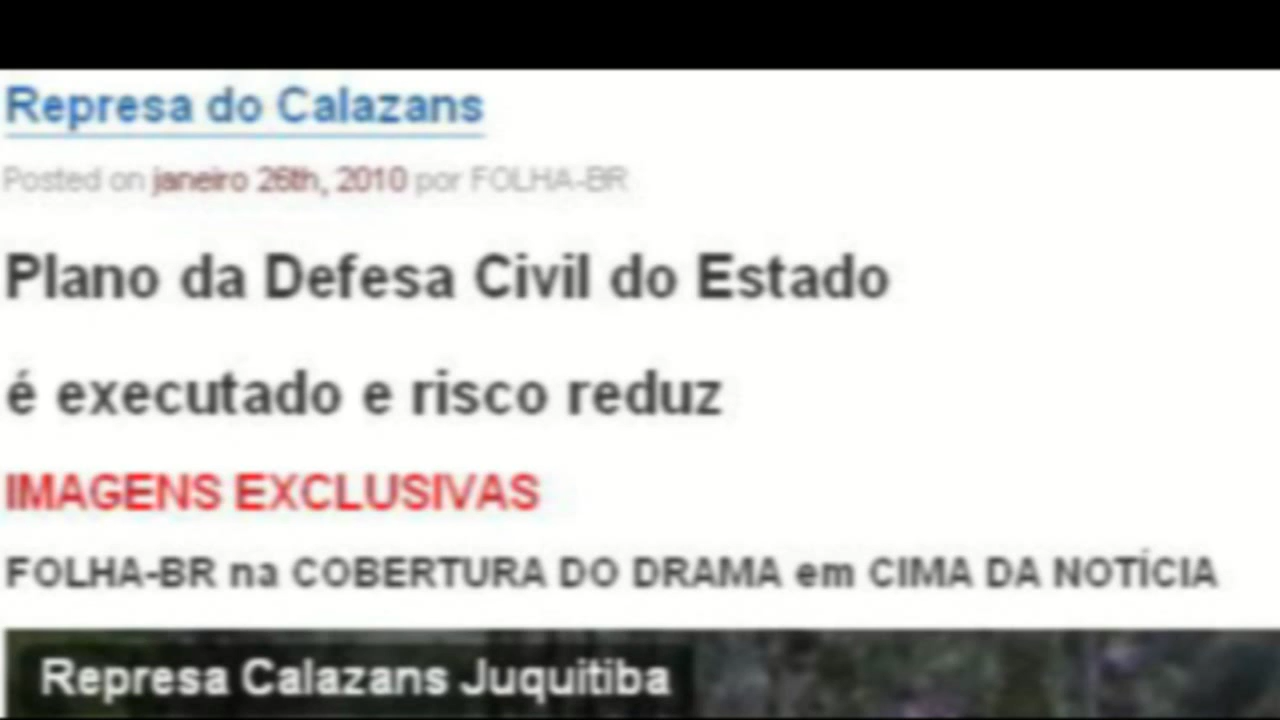 Represa do Calazans
Posted on janeiro 26th, 2010 por FOLHA-BR
Plano da Defesa Civil do Estado
é executado e risco reduz
IMAGENS EXCLUSIVAS
FOLHA-BR na COBERTURA DO DRAMA em CIMA DA NOTÍCIA
Represa Calazans Juquitiba